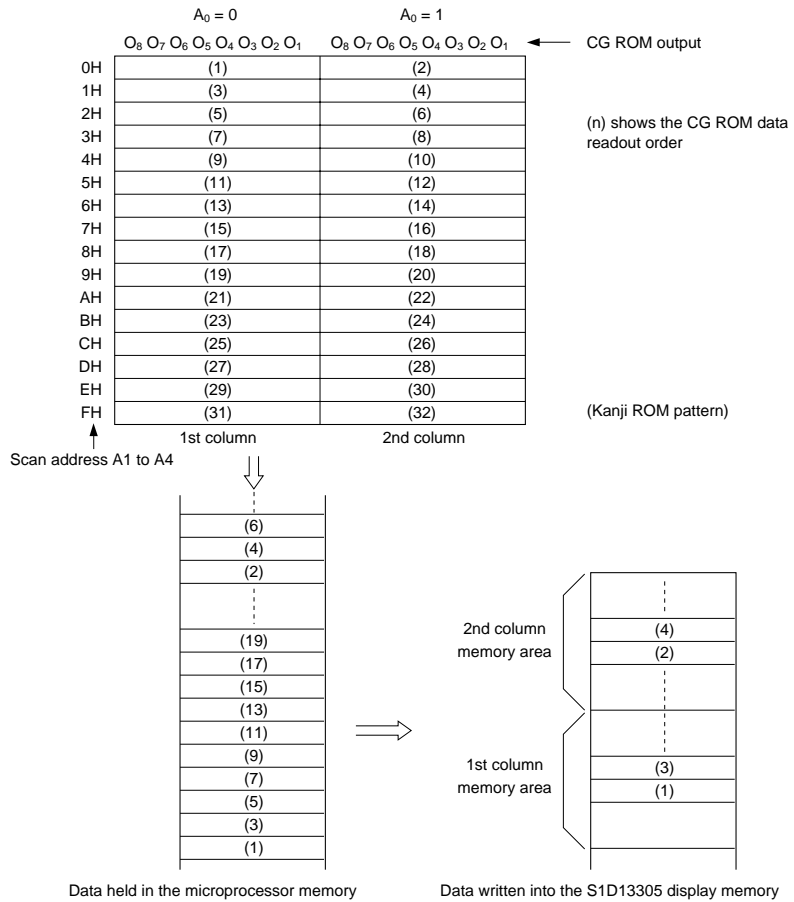 A0 = 0 A0 = 1
O8 O7 O6 O5 O4 O3 O2 O1 O8 O7 O6 O5 O4 O3 O2 O1 CG ROM output
0H (1) (2)
1H (3) (4)
2H (5) (6)
(n) shows the CG ROM data
readout order
3H (7) (8)
4H (9) (10)
5H (11) (12)
6H (13) (14)
7H (15) (16)
8H (17) (18)
9H (19) (20)
AH (21) (22)
BH (23) (24)
CH (25) (26)
DH (27) (28)
EH (29) (30)
FH (31) (32) (Kanji ROM pattern)
1st column 2nd column
Scan address A1 to A4
(6)
(4)
(2)
(19)
(17)
(15)
(13)
(11)
(9)
(7)
(5)
(3)
(1)
2nd column
memory area
(4)
(2)
1st column
memory area
(3)
(1)
Data held in the microprocessor memory
Data written into the S1D13305 display memory